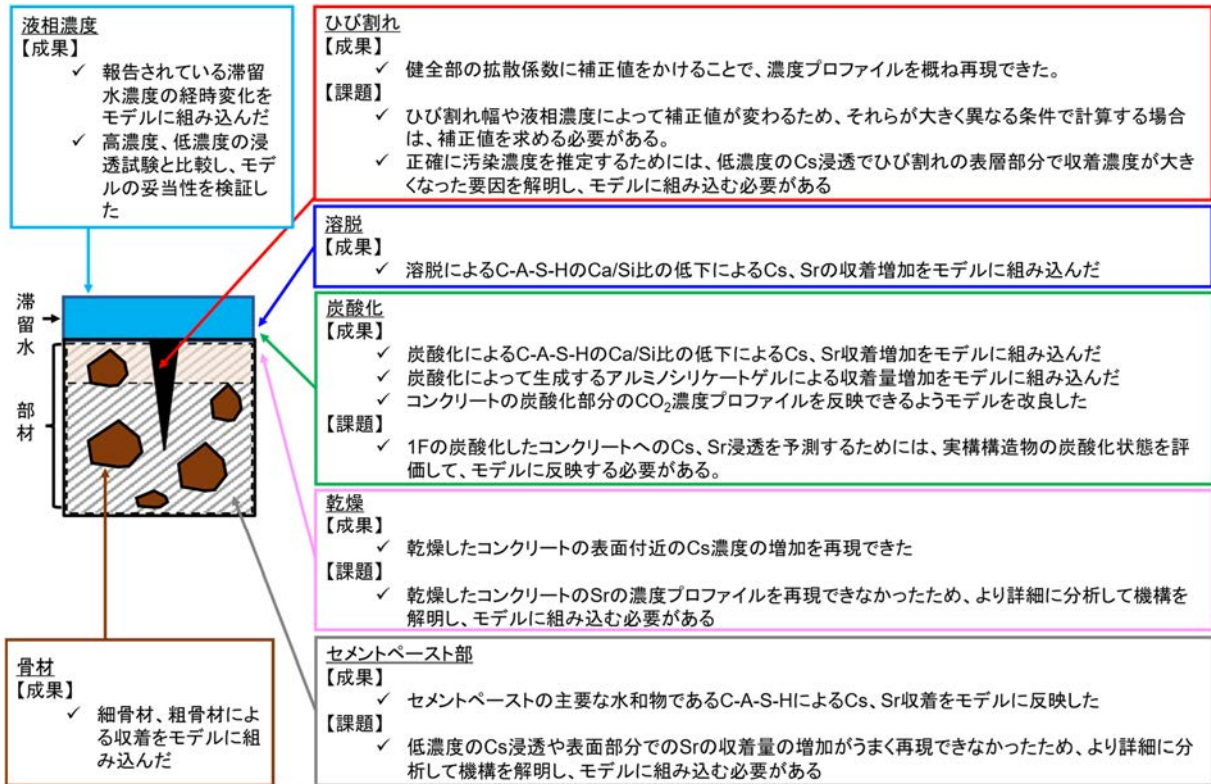 液相濃度
【成果】
✓ 報告されている滞留
水濃度の経時変化を
モデルに組み込んだ
✓ 高濃度、低濃度の浸
透試験と比較し、モデ
ルの妥当性を検証し
た
ひび割れ
【成果】
✓ 健全部の拡散係数に補正値をかけることで、濃度プロファイルを概ね再現できた。
【課題】
✓ ひび割れ幅や液相濃度によって補正値が変わるため、それらが大きく異なる条件で計算する場合
は、補正値を求める必要がある。
✓ 正確に汚染濃度を推定するためには、低濃度のCs浸透でひび割れの表層部分で収着濃度が大き
くなった要因を解明し、モデルに組み込む必要がある
溶脱
【成果】
✓ 溶脱によるC-A-S-HのCa/Si比の低下によるCs、Srの収着増加をモデルに組み込んだ
炭酸化
【成果】
✓ 炭酸化によるC-A-S-HのCa/Si比の低下によるCs、Sr収着増加をモデルに組み込んだ
✓ 炭酸化によって生成するアルミノシリケートゲルによる収着量増加をモデルに組み込んだ
✓ コンクリートの炭酸化部分のCO₂濃度プロファイルを反映できるようモデルを改良した
【課題】
✓ 1Fの炭酸化したコンクリートへのCs、Sr浸透を予測するためには、実構構造物の炭酸化状態を評
価して、モデルに反映する必要がある。
乾燥
【成果】
✓ 乾燥したコンクリートの表面付近のCs濃度の増加を再現できた
【課題】
✓ 乾燥したコンクリートのSrの濃度プロファイルを再現できなかったため、より詳細に分析して機構を
解明し、モデルに組み込む必要がある
セメントペースト部
【成果】
✓ セメントペーストの主要な水和物であるC-A-S-HによるCs、Sr収着をモデルに反映した
【課題】
✓ 低濃度のCs浸透や表面部分でのSrの収着量の増加がうまく再現できなかったため、より詳細に分
析して機構を解明し、モデルに組み込む必要がある
滞留水
部材
骨材
【成果】
✓ 細骨材、粗骨材によ
る収着をモデルに組
み込んだ